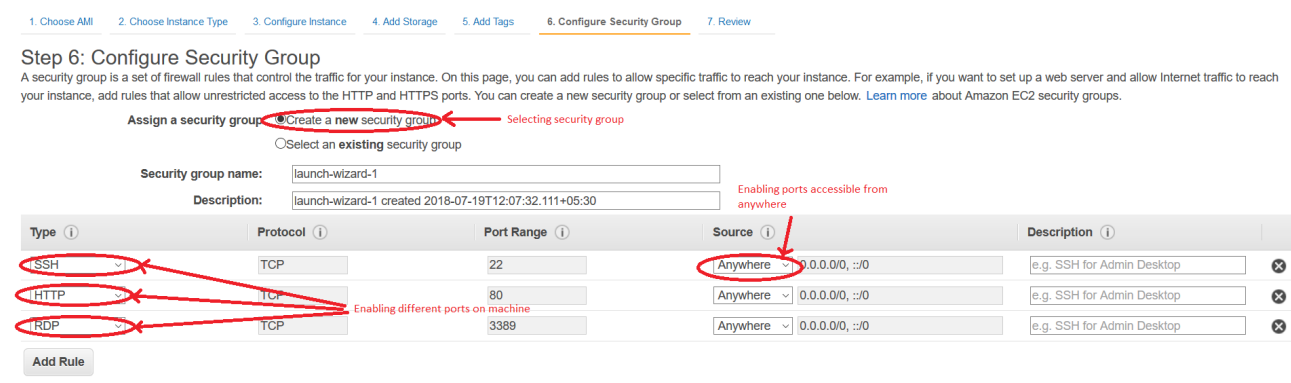 1. Choose AMI 2. Choose Instance Type 3. Configure Instance 4. Add Storage 5. Add Tags 6. Configure Security Group 7. Review
Step 6: Configure Security Group
A security group is a set of firewall rules that control the traffic for your instance. On this page, you can add rules to allow specific traffic to reach your instance. For example, if you want to set up a web server and allow Internet traffic to reach
your instance, add rules that allow unrestricted access to the HTTP and HTTPS ports. You can create a new security group or select from an existing one below. Learn more about Amazon EC2 security groups.
Assign a security group: Create a new security group Selecting security group
Select an existing security group
Security group name: launch-wizard-1
Enabling ports accessible from
anywhere
Description: launch-wizard-1 created 2018-07-19T12:07:32.111+05:30
Type i Protocol i Port Range i Source i Description i
SSH TCP 22 Anywhere 0.0.0.0/0, ::/0 e.g. SSH for Admin Desktop
HTTP TCP 80 Anywhere 0.0.0.0/0, ::/0 e.g. SSH for Admin Desktop
Enabling different ports on machine
RDP TCP 3389 Anywhere 0.0.0.0/0, ::/0 e.g. SSH for Admin Desktop
Add Rule